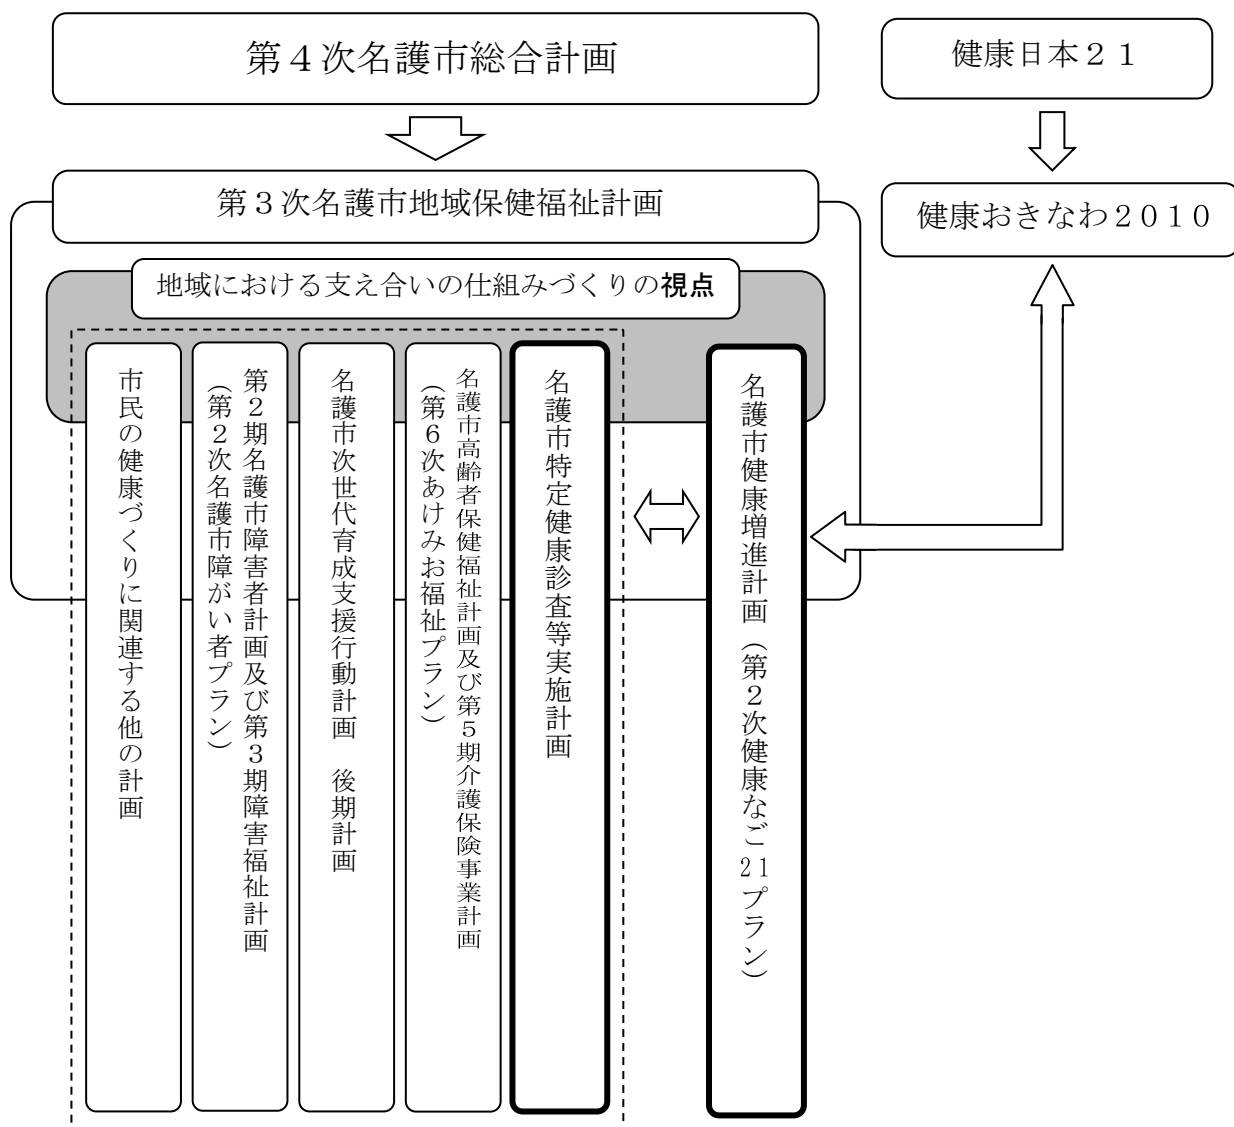 第４次名護市総合計画
健康日本２１
第３次名護市地域保健福祉計画
健康おきなわ２０１０
地域における支え合いの仕組みづくりの視点
市民の健康づくりに関連する他の計画
第２期名護市障害者計画及び第３期障害福祉計画
（第２次名護市障がい者プラン）
名護市次世代育成支援行動計画　後期計画
名護市高齢者保健福祉計画及び第５期介護保険事業計画
（第６次あけみお福祉プラン）
名護市特定健康診査等実施計画
名護市健康増進計画（第２次健康なご21プラン）